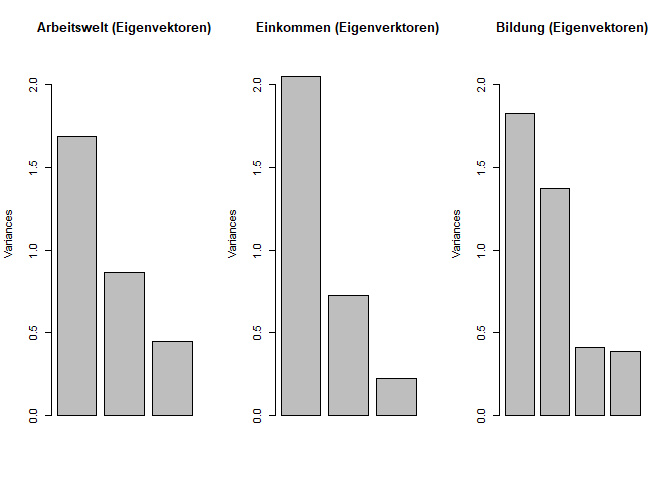 Arbeitswelt (Eigenvektoren)
Variances
0.0
0.5
1.0
1.5
2.0
Einkommen (Eigenverktoren)
Variances
0.0
0.5
1.0
1.5
2.0
Bildung (Eigenvektoren)
Variances
0.0
0.5
1.0
1.5
2.0